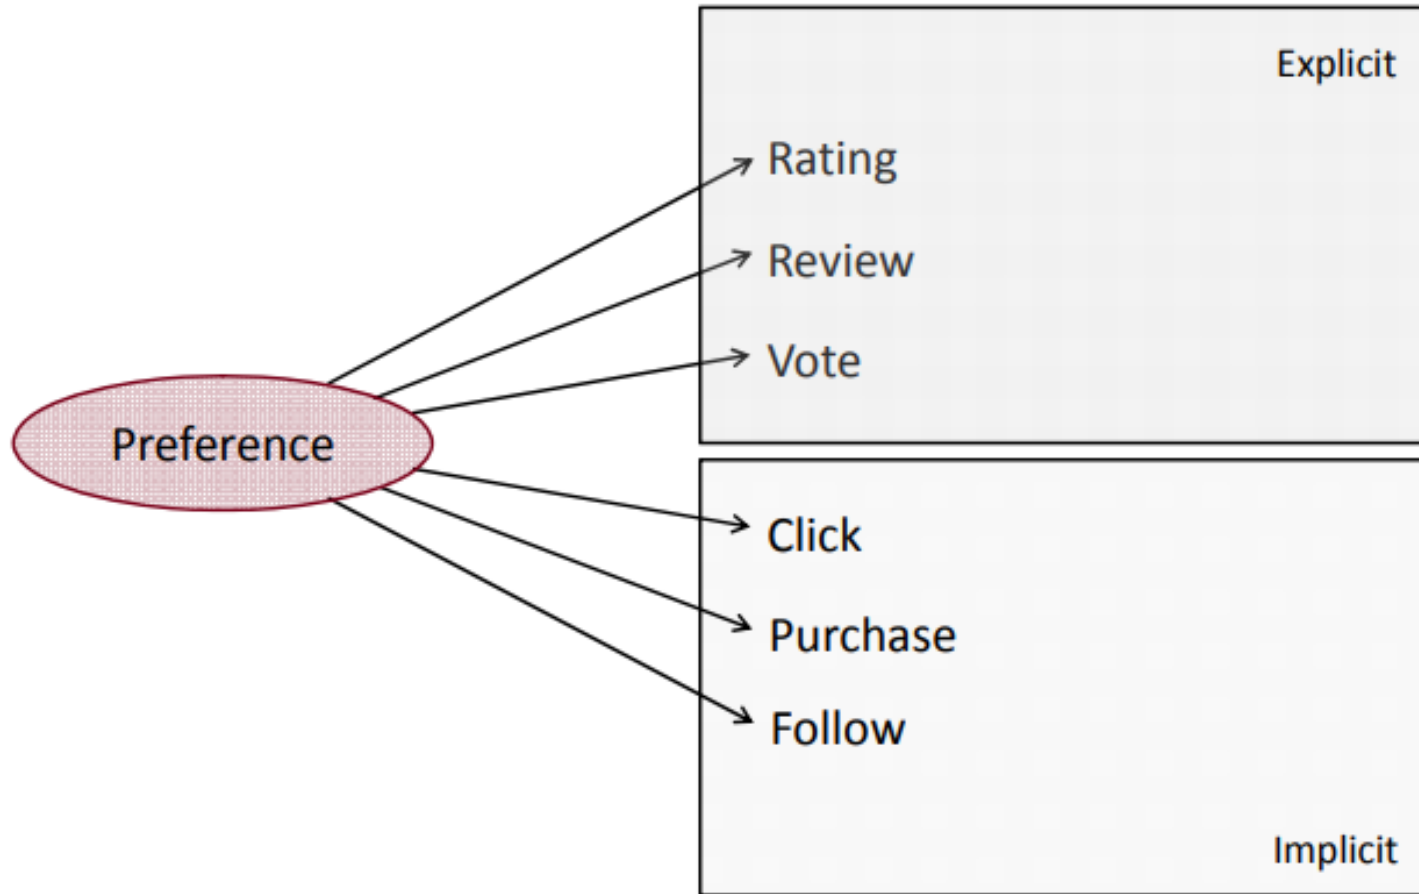 Explicit
Rating
Review
Vote
Preference
Click
Purchase
Follow
Implicit